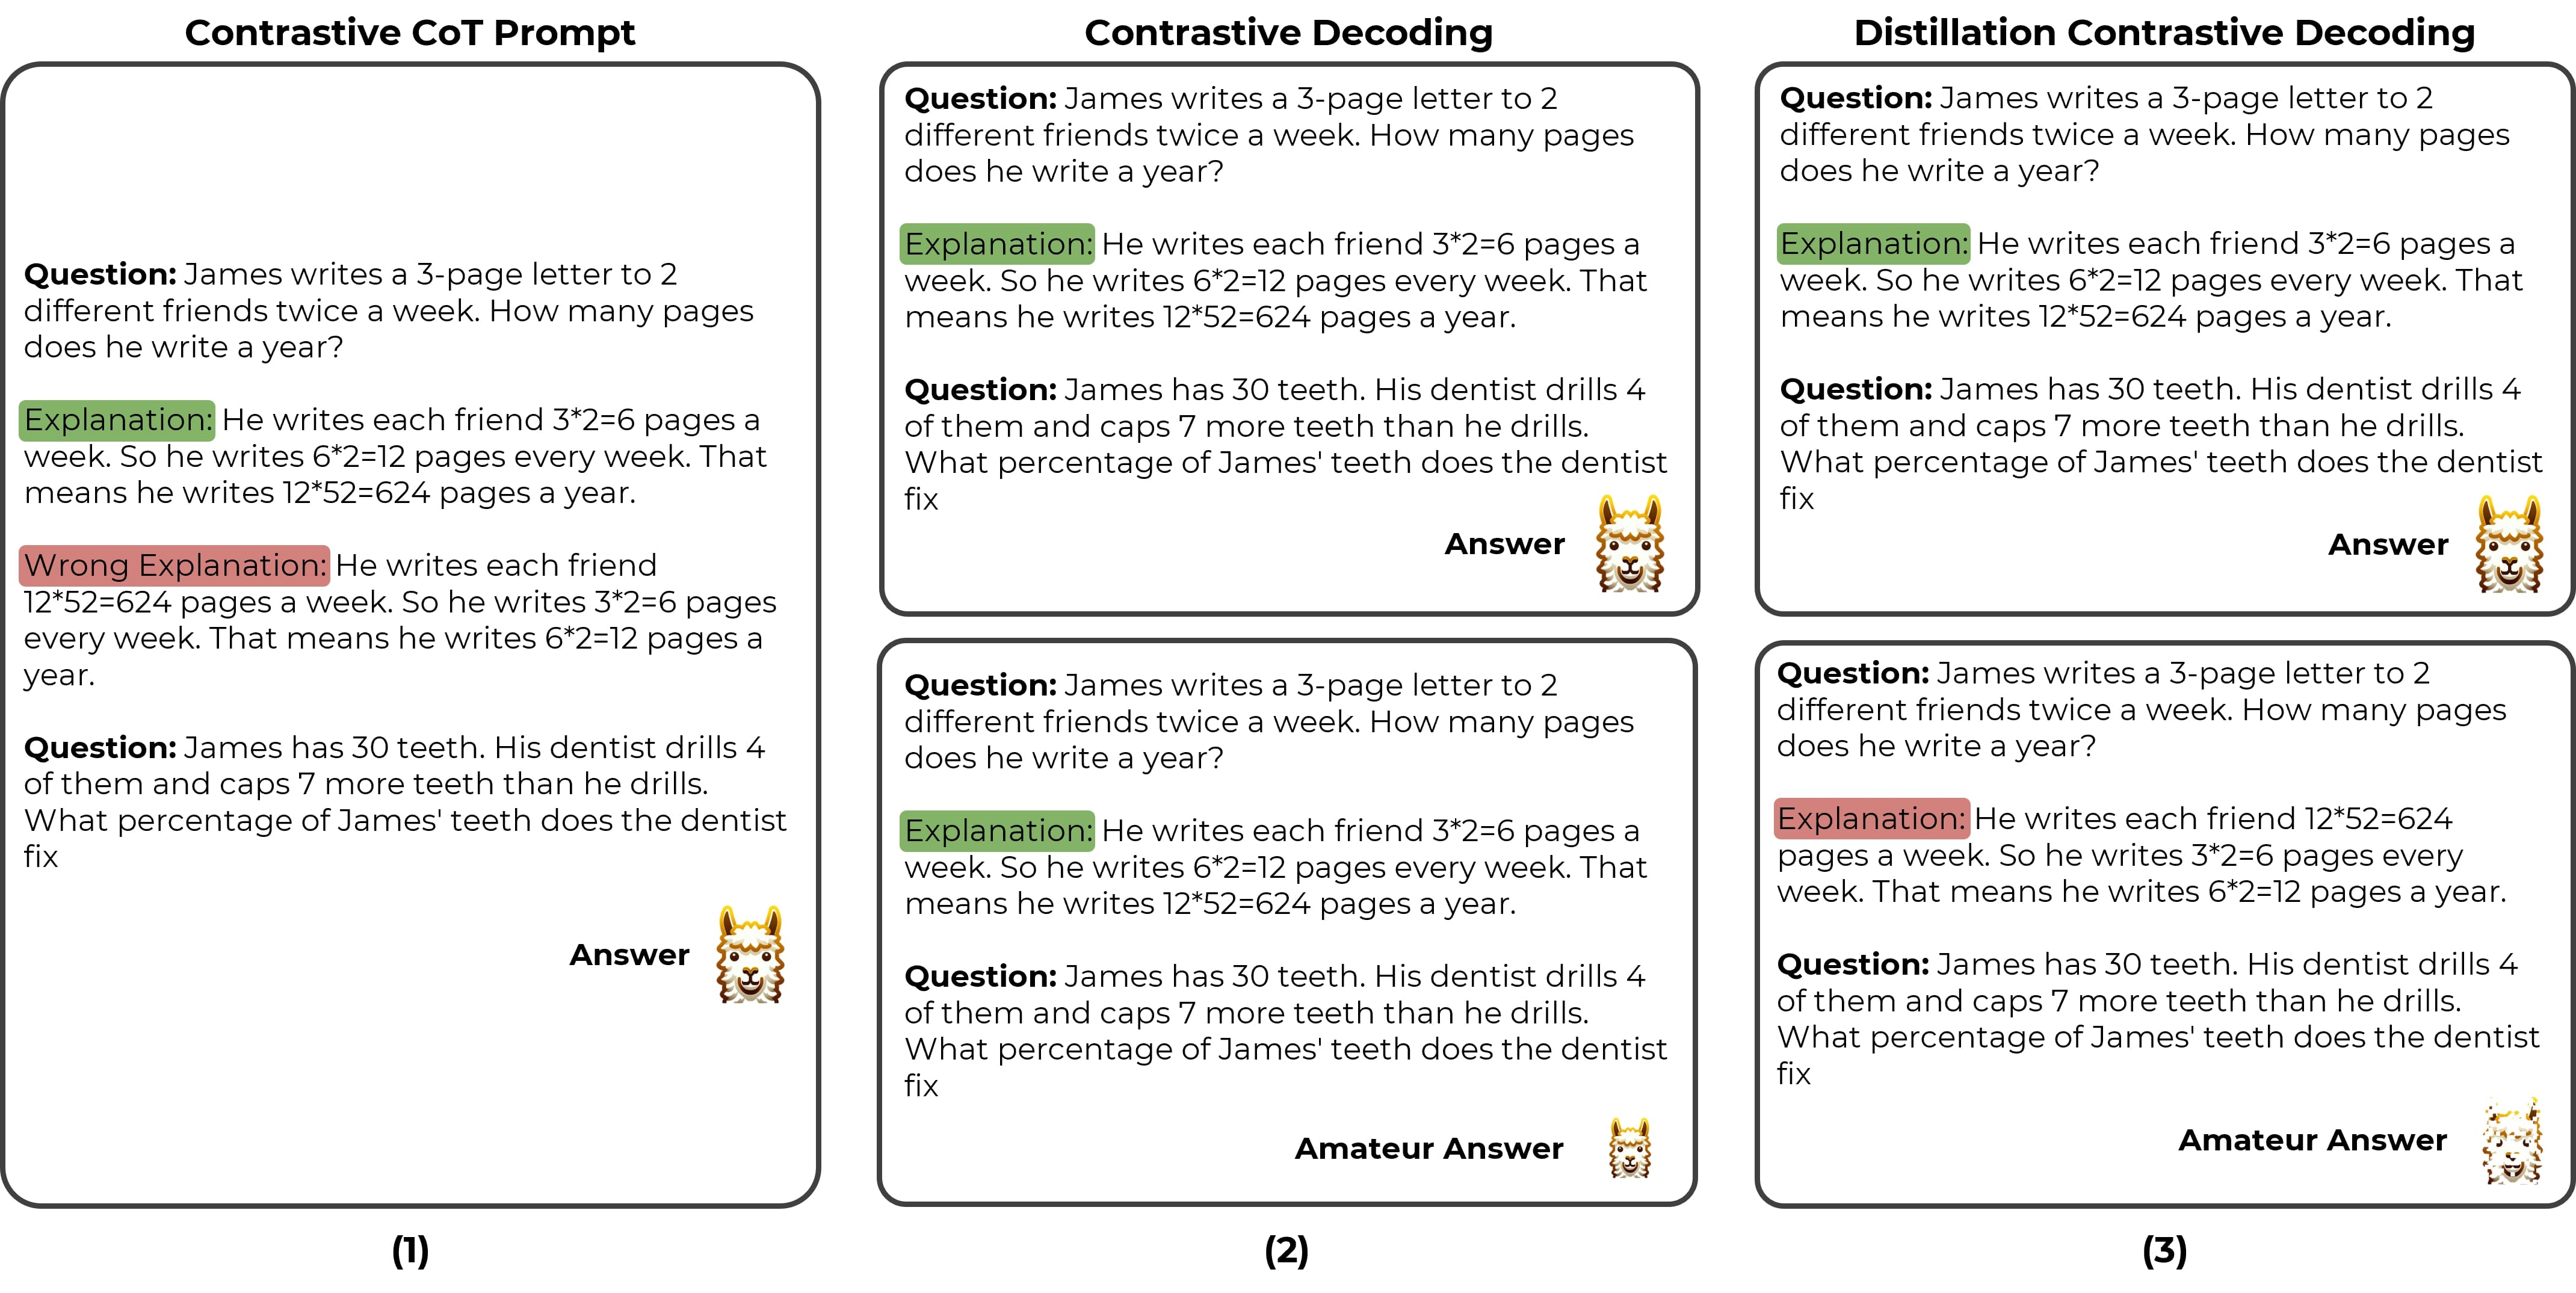 Contrastive CoT Prompt
Question: James writes a 3-page letter to 2
different friends twice a week. How many pages
does he write a year?
Explanation: He writes each friend 3*2=6 pages a
week. So he writes 6*2=12 pages every week. That
means he writes 12*52=624 pages a year.
Wrong Explanation: He writes each friend
12*52=624 pages a week. So he writes 3*2=6 pages
every week. That means he writes 6*2=12 pages a
year.
Question: James has 30 teeth. His dentist drills 4
of them and caps 7 more teeth than he drills.
What percentage of James' teeth does the dentist
fix
Answer
(1)
Contrastive Decoding
Question: James writes a 3-page letter to 2
different friends twice a week. How many pages
does he write a year?
Explanation: He writes each friend 3*2=6 pages a
week. So he writes 6*2=12 pages every week. That
means he writes 12*52=624 pages a year.
Question: James has 30 teeth. His dentist drills 4
of them and caps 7 more teeth than he drills.
What percentage of James' teeth does the dentist
fix
Answer
Question: James writes a 3-page letter to 2
different friends twice a week. How many pages
does he write a year?
Explanation: He writes each friend 3*2=6 pages a
week. So he writes 6*2=12 pages every week. That
means he writes 12*52=624 pages a year.
Question: James has 30 teeth. His dentist drills 4
of them and caps 7 more teeth than he drills.
What percentage of James' teeth does the dentist
fix
Amateur Answer
(2)
Distillation Contrastive Decoding
Question: James writes a 3-page letter to 2
different friends twice a week. How many pages
does he write a year?
Explanation: He writes each friend 3*2=6 pages a
week. So he writes 6*2=12 pages every week. That
means he writes 12*52=624 pages a year.
Question: James has 30 teeth. His dentist drills 4
of them and caps 7 more teeth than he drills.
What percentage of James' teeth does the dentist
fix
Answer
Question: James writes a 3-page letter to 2
different friends twice a week. How many pages
does he write a year?
Explanation: He writes each friend 12*52=624
pages a week. So he writes 3*2=6 pages every
week. That means he writes 6*2=12 pages a year.
Question: James has 30 teeth. His dentist drills 4
of them and caps 7 more teeth than he drills.
What percentage of James' teeth does the dentist
fix
Amateur Answer
(3)